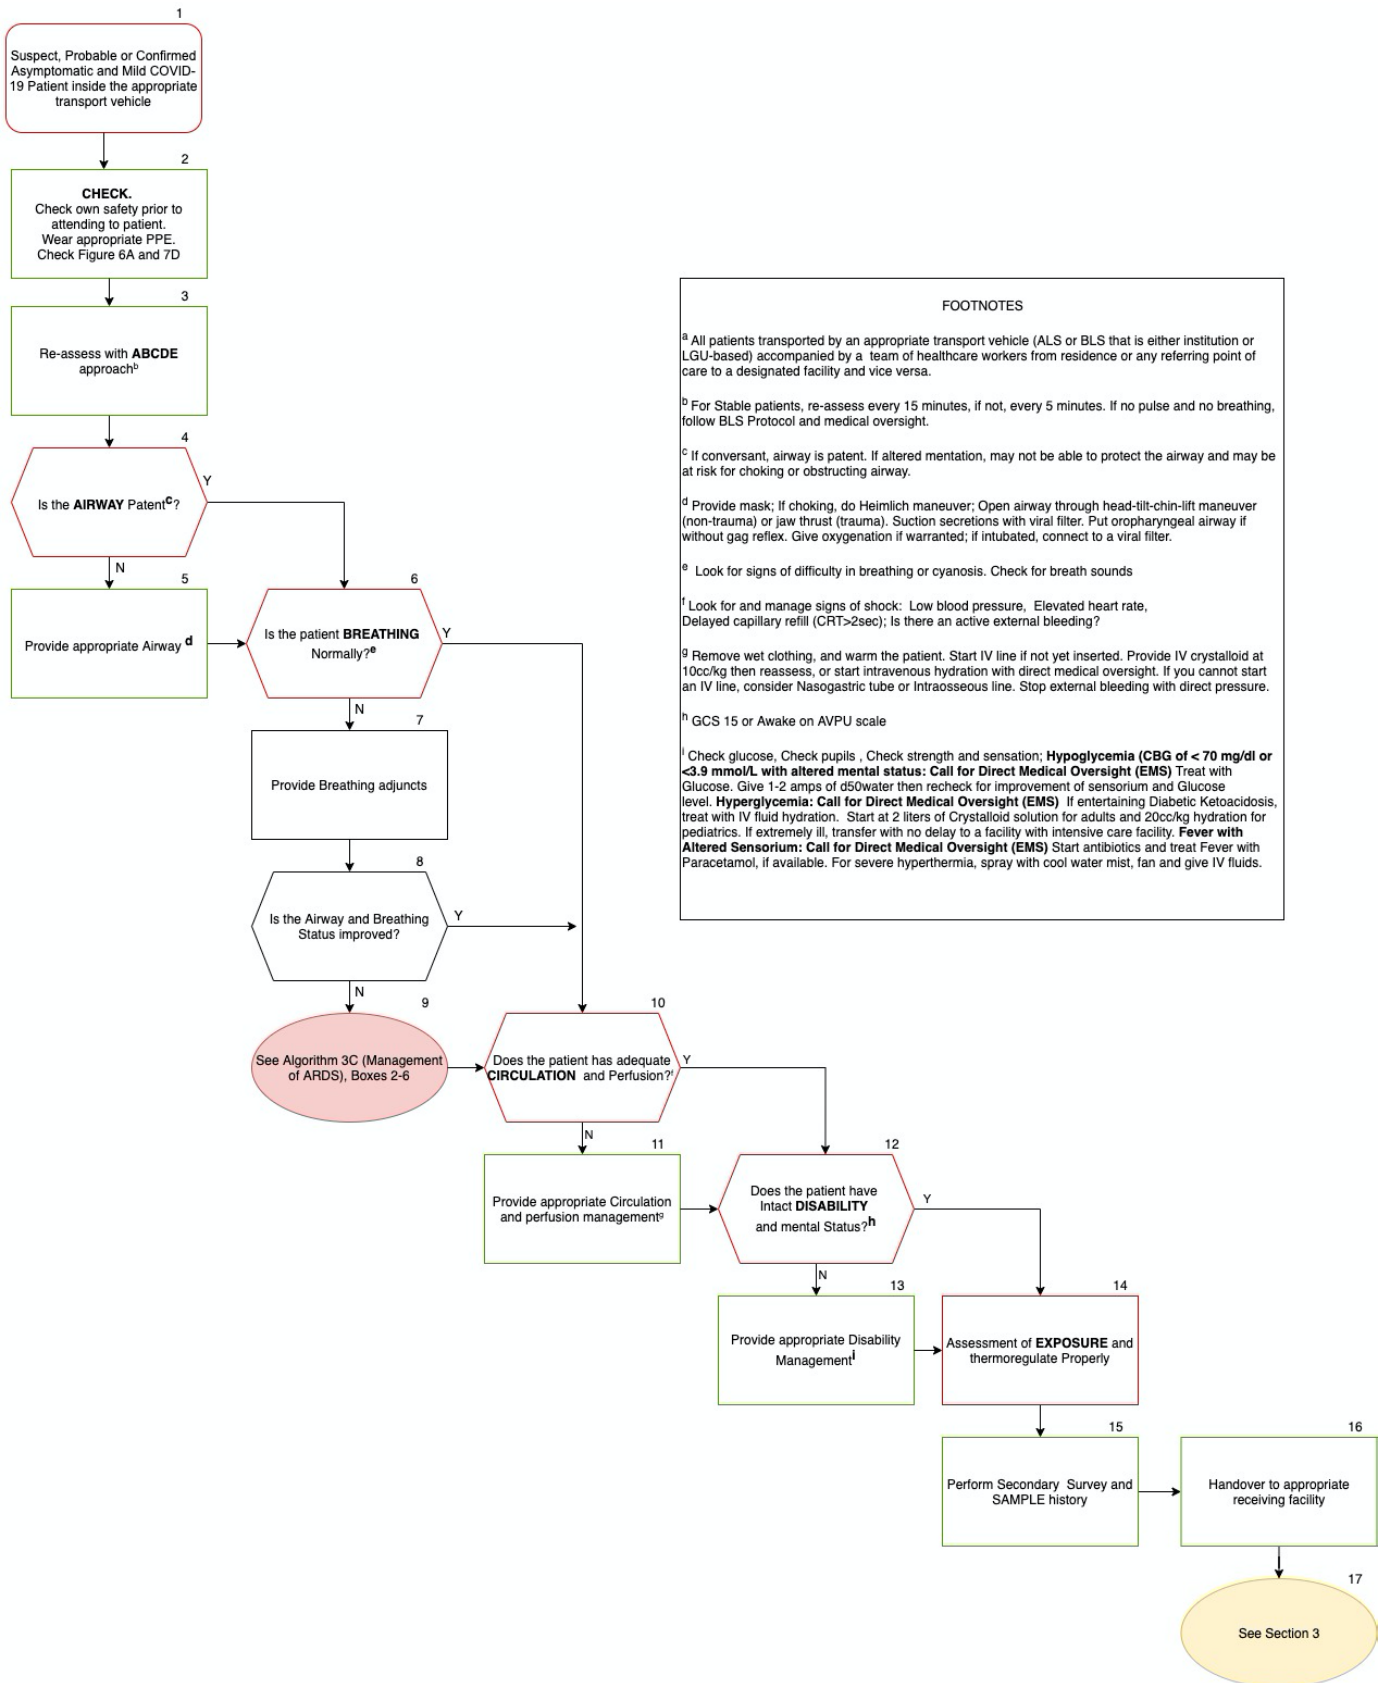 1
Suspect, Probable or Confirmed
Asymptomatic and Mild COVID-
19 Patient inside the appropriate
transport vehicle
2
CHECK.
Check own safety prior to
attending to patient.
Wear appropriate PPE.
Check Figure 6A and 7D
3
Re-assess with ABCDE
approachb
4
Is the AIRWAY Patentc?
Y
N
5
Provide appropriate Airway d
6
Is the patient BREATHING
Normally?e
Y
N
7
Provide Breathing adjuncts
8
Is the Airway and Breathing
Status improved?
Y
N
9
See Algorithm 3C (Management
of ARDS), Boxes 2-6
10
Does the patient has adequate
CIRCULATION and Perfusion?f
Y
N
11
Provide appropriate Circulation
and perfusion managementg
12
Does the patient have
Intact DISABILITY
and mental Status?h
Y
N
13
Provide appropriate Disability
Managementi
14
Assessment of EXPOSURE and
thermoregulate Properly
15
Perform Secondary Survey and
SAMPLE history
16
Handover to appropriate
receiving facility
17
See Section 3
FOOTNOTES
a All patients transported by an appropriate transport vehicle (ALS or BLS that is either institution or
LGU-based) accompanied by a team of healthcare workers from residence or any referring point of
care to a designated facility and vice versa.
b For Stable patients, re-assess every 15 minutes, if not, every 5 minutes. If no pulse and no breathing,
follow BLS Protocol and medical oversight.
c If conversant, airway is patent. If altered mentation, may not be able to protect the airway and may be
at risk for choking or obstructing airway.
d Provide mask; If choking, do Heimlich maneuver; Open airway through head-tilt-chin-lift maneuver
(non-trauma) or jaw thrust (trauma). Suction secretions with viral filter. Put oropharyngeal airway if
without gag reflex. Give oxygenation if warranted; if intubated, connect to a viral filter.
e Look for signs of difficulty in breathing or cyanosis. Check for breath sounds
f Look for and manage signs of shock: Low blood pressure, Elevated heart rate,
Delayed capillary refill (CRT>2sec); Is there an active external bleeding?
g Remove wet clothing, and warm the patient. Start IV line if not yet inserted. Provide IV crystalloid at
10cc/kg then reassess, or start intravenous hydration with direct medical oversight. If you cannot start
an IV line, consider Nasogastric tube or Intraosseous line. Stop external bleeding with direct pressure.
h GCS 15 or Awake on AVPU scale
i Check glucose, Check pupils , Check strength and sensation; Hypoglycemia (CBG of < 70 mg/dl or
<3.9 mmol/L with altered mental status: Call for Direct Medical Oversight (EMS) Treat with
Glucose. Give 1-2 amps of d50water then recheck for improvement of sensorium and Glucose
level. Hyperglycemia: Call for Direct Medical Oversight (EMS) If entertaining Diabetic Ketoacidosis,
treat with IV fluid hydration. Start at 2 liters of Crystalloid solution for adults and 20cc/kg hydration for
pediatrics. If extremely ill, transfer with no delay to a facility with intensive care facility. Fever with
Altered Sensorium: Call for Direct Medical Oversight (EMS) Start antibiotics and treat Fever with
Paracetamol, if available. For severe hyperthermia, spray with cool water mist, fan and give IV fluids.